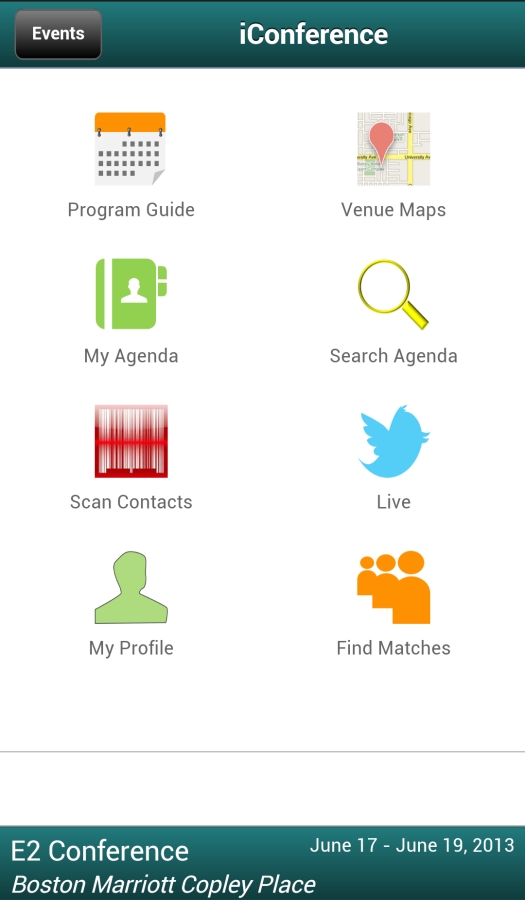 Events
iConference
Program Guide
Venue Maps
My Agenda
Search Agenda
Scan Contacts
Live
My Profile
Find Matches
E2 Conference
June 17 - June 19, 2013
Boston Marriott Copley Place